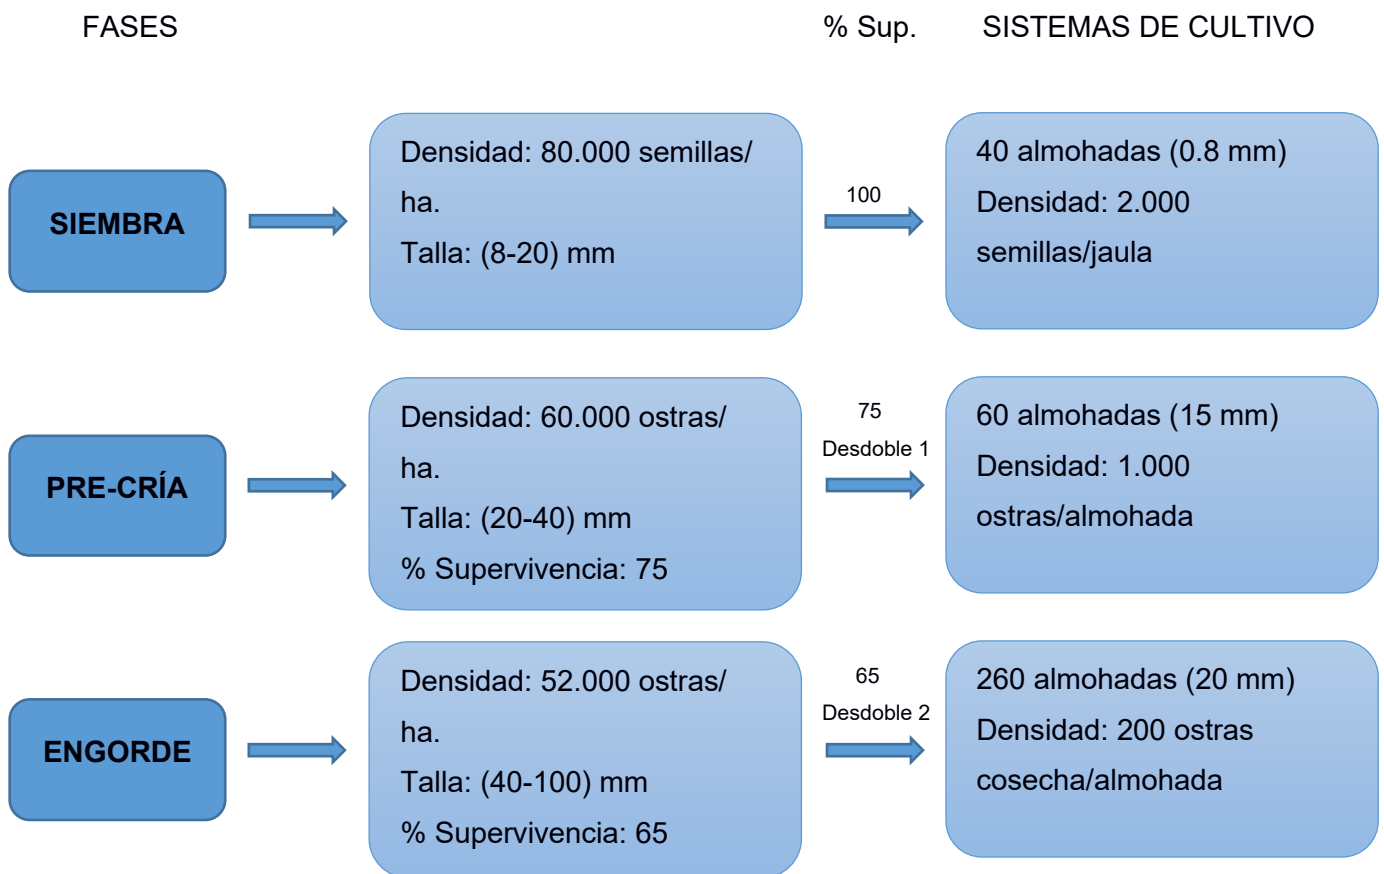 FASES
% Sup.
SISTEMAS DE CULTIVO
SIEMBRA
Densidad: 80.000 semillas/
ha.
Talla: (8-20) mm
100
40 almohadas (0.8 mm)
Densidad: 2.000
semillas/jaula
PRE-CRÍA
Densidad: 60.000 ostras/
ha.
Talla: (20-40) mm
% Supervivencia: 75
75
Desdoble 1
60 almohadas (15 mm)
Densidad: 1.000
ostras/almohada
ENGORDE
Densidad: 52.000 ostras/
ha.
Talla: (40-100) mm
% Supervivencia: 65
65
Desdoble 2
260 almohadas (20 mm)
Densidad: 200 ostras
cosecha/almohada